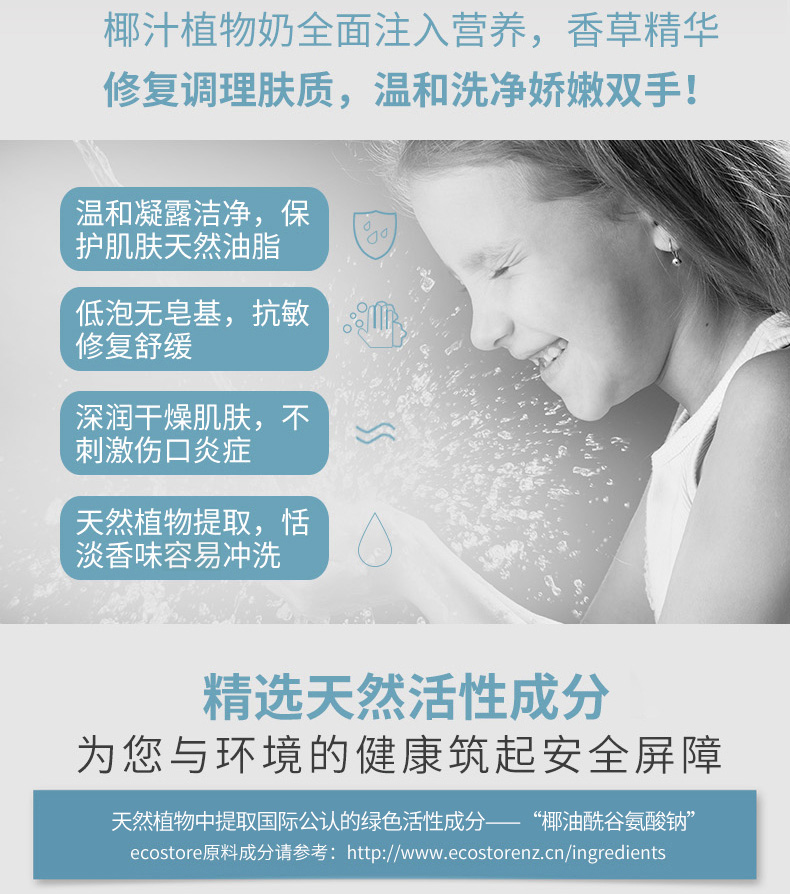 椰汁植物奶全面注入营养，香草精华
修复调理肤质，温和洗净娇嫩双手！
温和凝露洁净，保
护肌肤天然油脂
低泡无皂基，抗敏
修复舒缓
深润干燥肌肤，不
刺激伤口炎症
天然植物提取，恬
淡香味容易冲洗
精选天然活性成分
为您与环境的健康筑起安全屏障
天然植物中提取国际公认的绿色活性成分——“椰油酰谷氨酸钠”
ecostore原料成分请参考：http://www.ecostorenz.cn/ingredients